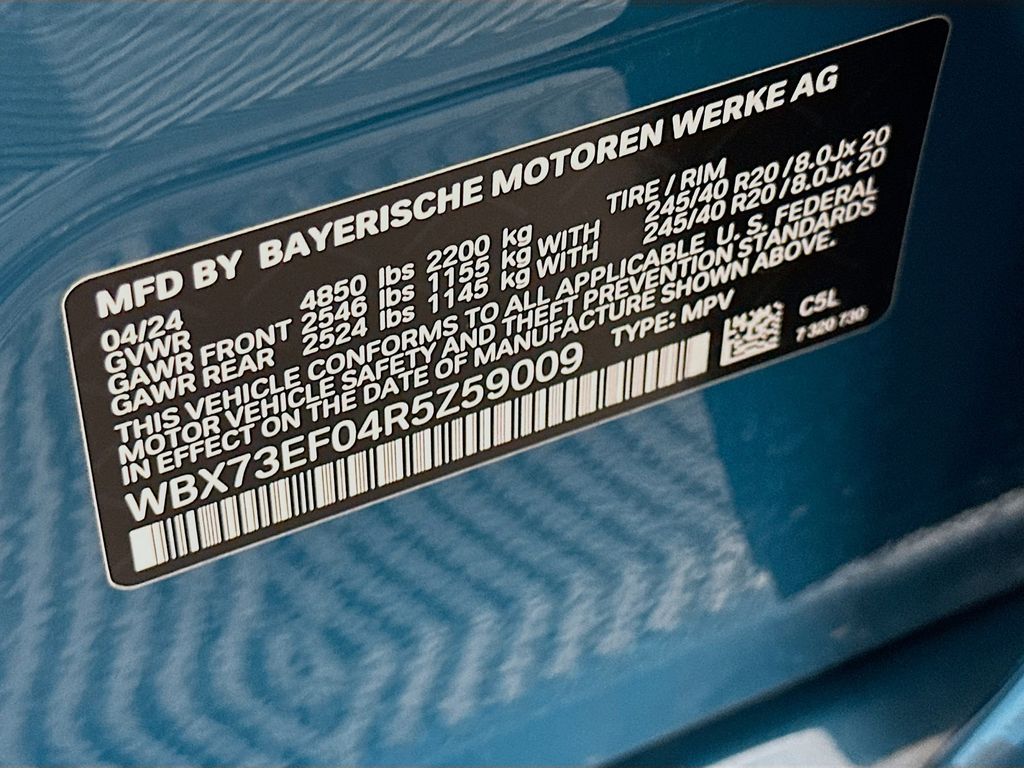 MFD BY BAYERISCHE MOTOREN WERKE AG
04/24 TIRE / RIM
GVWR 4850 lbs 2200 kg
GAWR FRONT 2546 lbs 1155 kg WITH 245/40 R20 / 8.0Jx 20
GAWR REAR 2524 lbs 1145 kg WITH 245/40 R20 / 8.0Jx 20
THIS VEHICLE CONFORMS TO ALL APPLICABLE U. S. FEDERAL
MOTOR VEHICLE SAFETY AND THEFT PREVENTION STANDARDS
IN EFFECT ON THE DATE OF MANUFACTURE SHOWN ABOVE.
WBX73EF04R5Z59009 TYPE: MPV
C5L
7 320 730